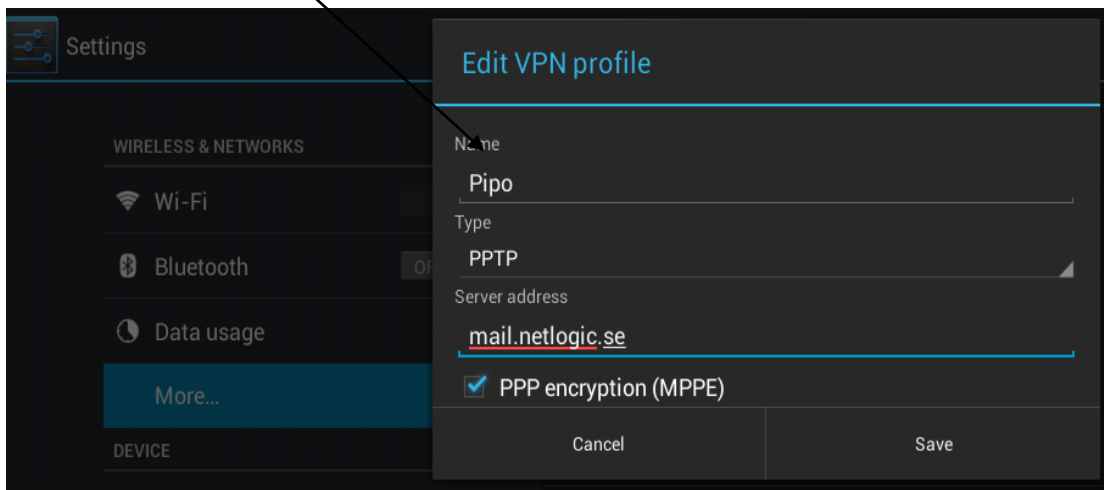 Settings
WIRELESS & NETWORKS
Wi-Fi
Bluetooth
Data usage
More...
DEVICE
Edit VPN profile
Name
Pipo
Type
PPTP
Server address
mail.netlogic.se
PPP encryption (MPPE)
Cancel
Save